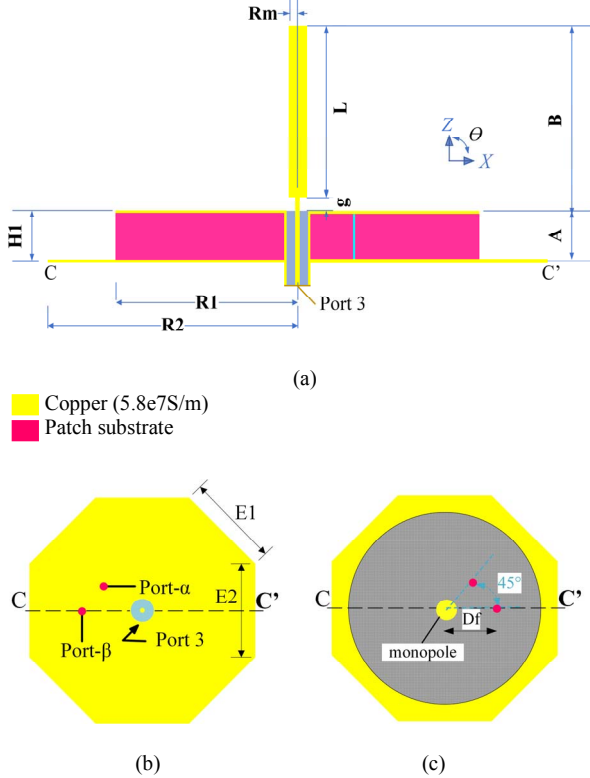 Rm
L
B
Z
Θ
X
g
H1
A
C
C'
R1
Port 3
R2
(a)
Copper (5.8e7S/m)
Patch substrate
E1
Port-α
E2
C
C'
Port-β
Port 3
45°
C
C'
Df
monopole
(b)
(c)